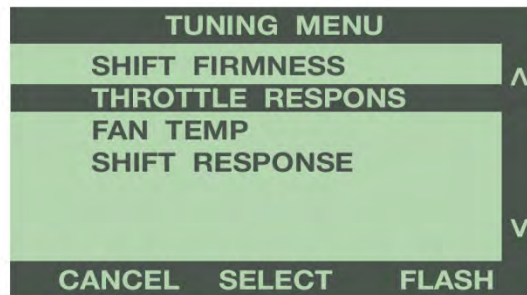 TUNING MENU
SHIFT FIRMNESS
THROTTLE RESPONS
FAN TEMP
SHIFT RESPONSE
CANCEL SELECT FLASH